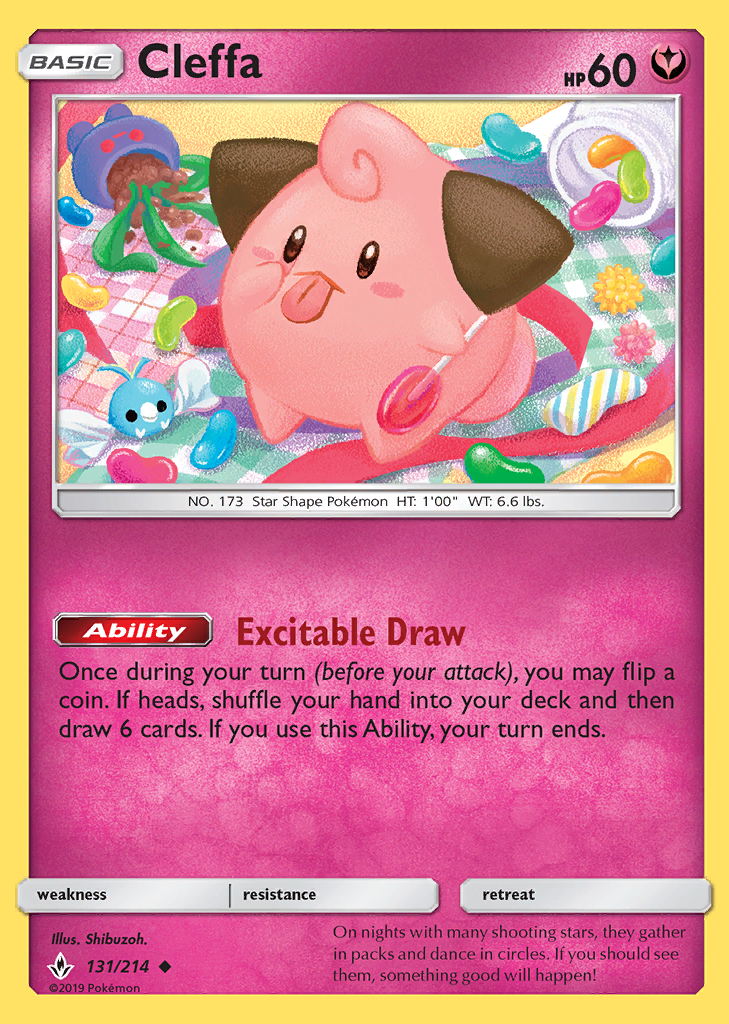 BASIC Cleffa HP60
NO. 173 Star Shape Pokémon HT: 1'00" WT: 6.6 lbs.
Ability Excitable Draw
Once during your turn (before your attack), you may flip a
coin. If heads, shuffle your hand into your deck and then
draw 6 cards. If you use this Ability, your turn ends.
weakness resistance retreat
Illus. Shibuzoh.
131/214
©2019 Pokémon
On nights with many shooting stars, they gather
in packs and dance in circles. If you should see
them, something good will happen!